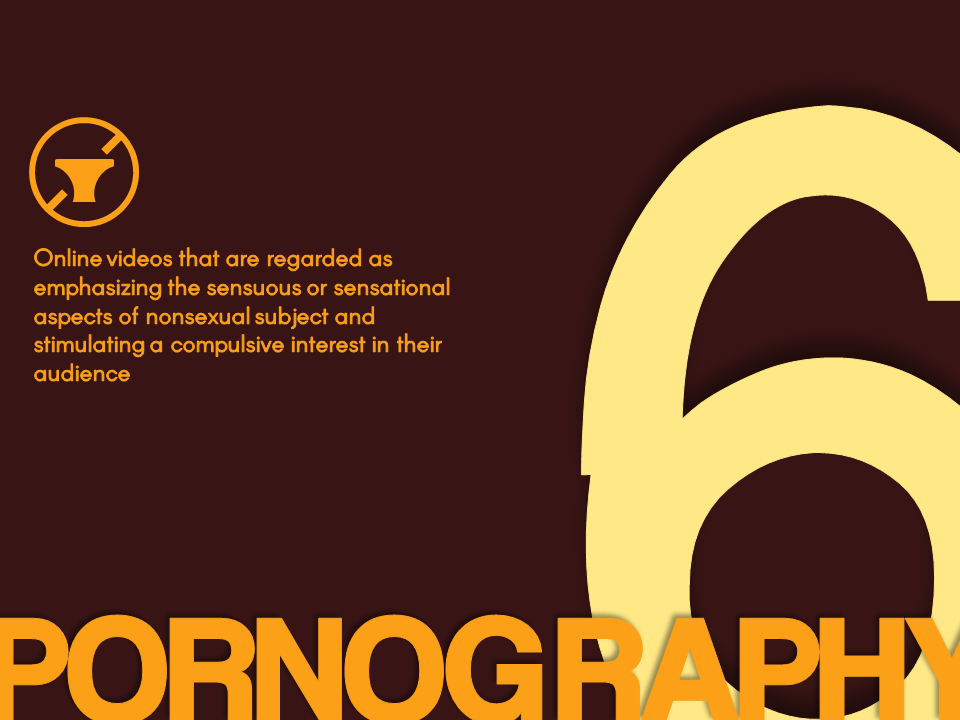 Online videos that are regarded as
emphasizing the sensuous or sensational
aspects of nonsexual subject and
stimulating a compulsive interest in their
audience
6
PORNOGRAPHY